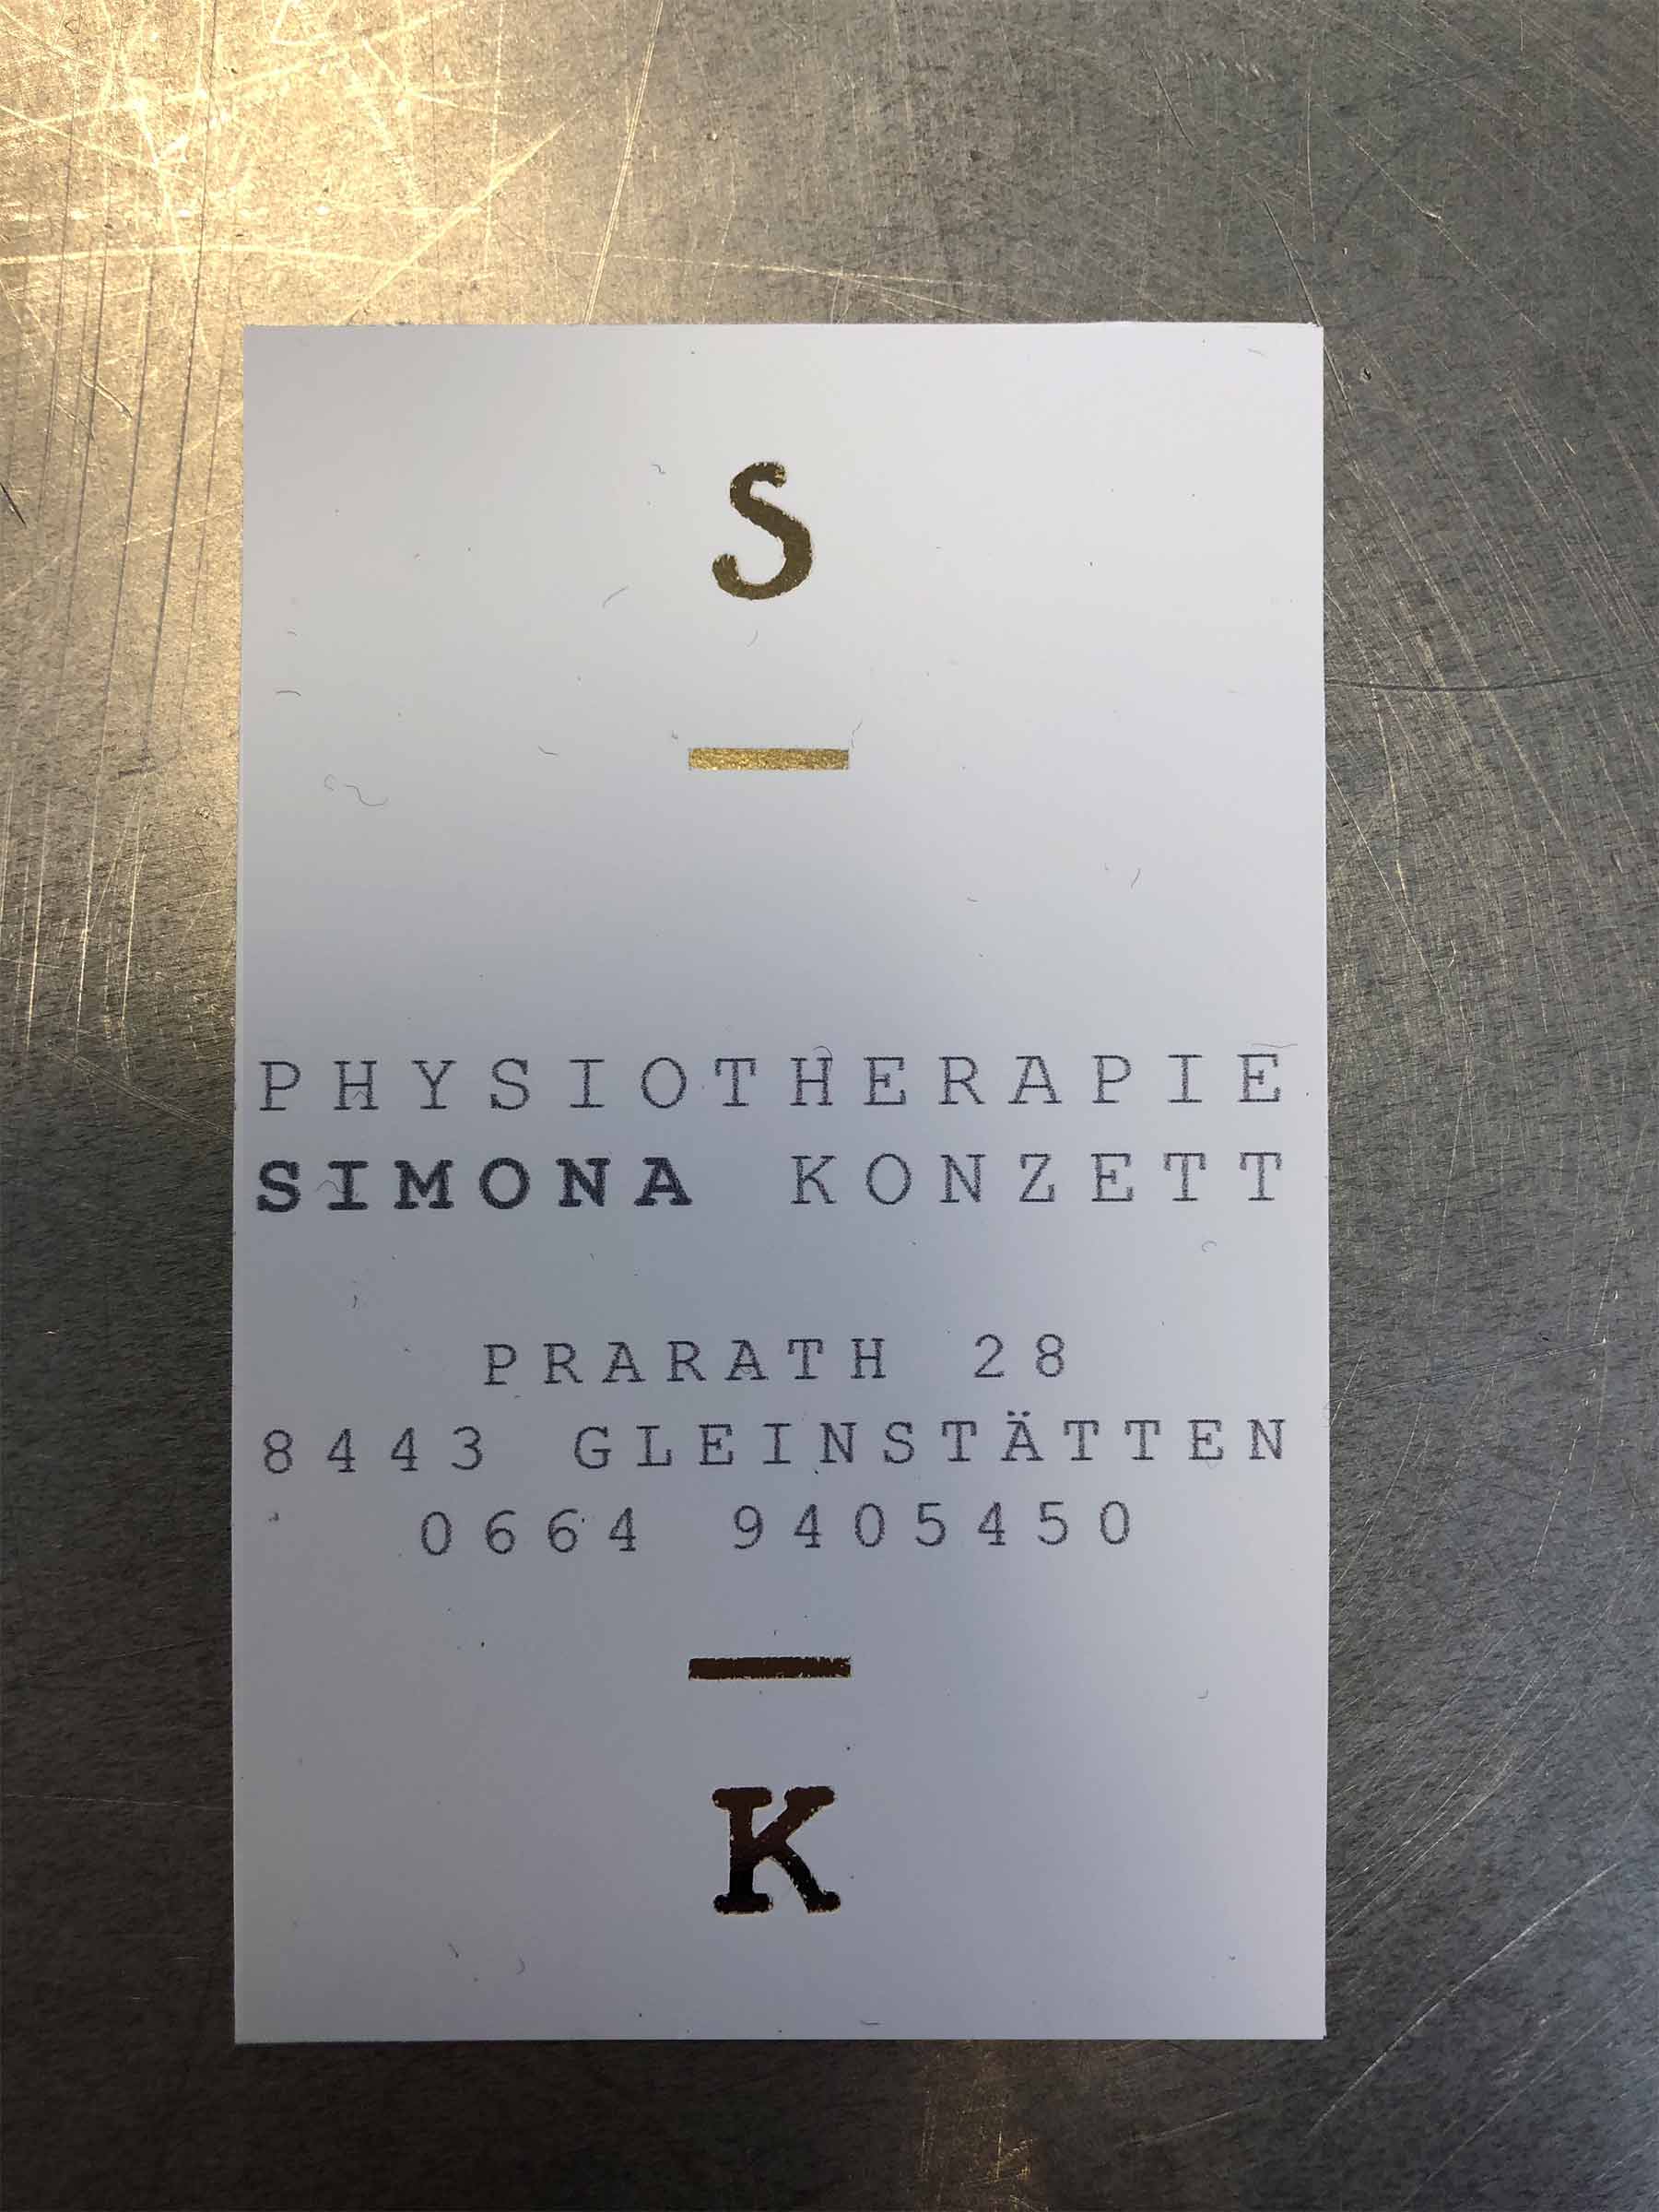 S
PHYSIOTHERAPIE
SIMONA KONZETT
PRARATH 28
8443 GLEINSTÄTTEN
0664 9405450
K